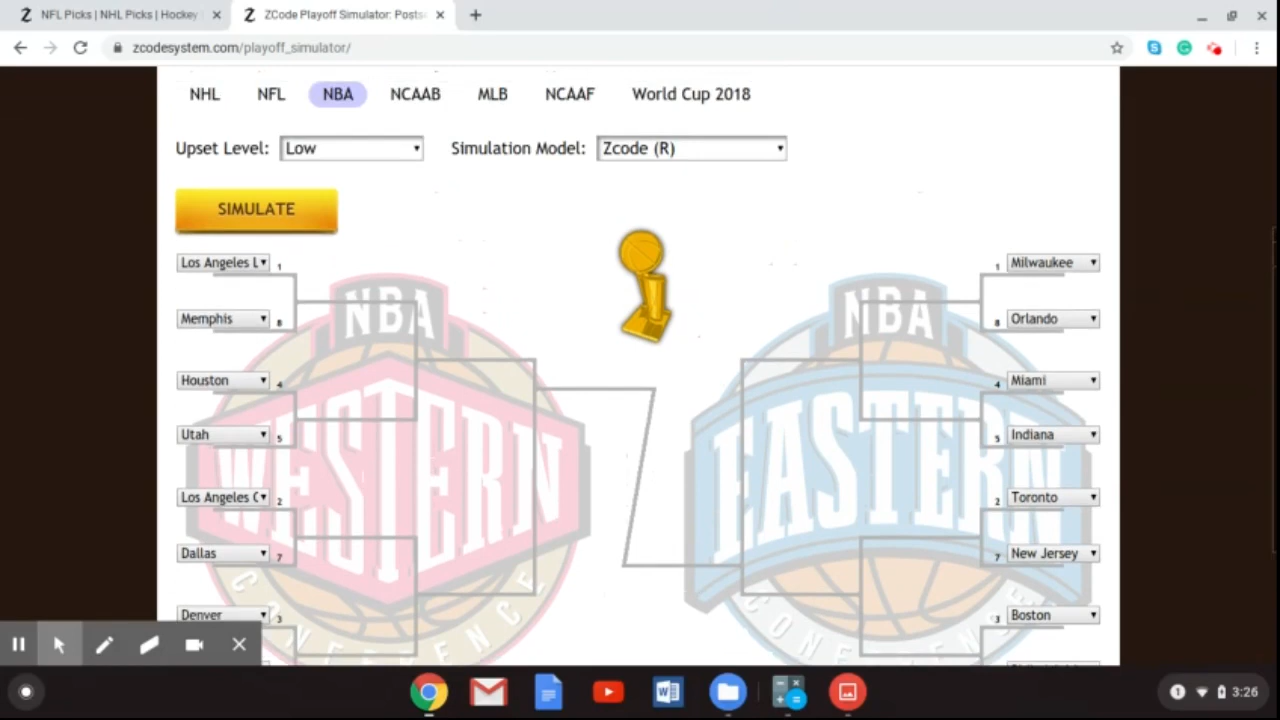 NFL Picks | NHL Picks | Hockey
ZCode Playoff Simulator: Posts
zcodesystem.com/playoff_simulator/
NHL NFL NBA NCAAB MLB NCAAF World Cup 2018
Upset Level: Low Simulation Model: Zcode (R)
SIMULATE
Los Angeles L 1
1 Milwaukee
NBA
NBA
Memphis 8
8 Orlando
Houston 4
4 Miami
Utah 5
5 Indiana
WESTERN
EASTERN
Los Angeles C 2
2 Toronto
Dallas 7
7 New Jersey
Denver 3
3 Boston
3:26